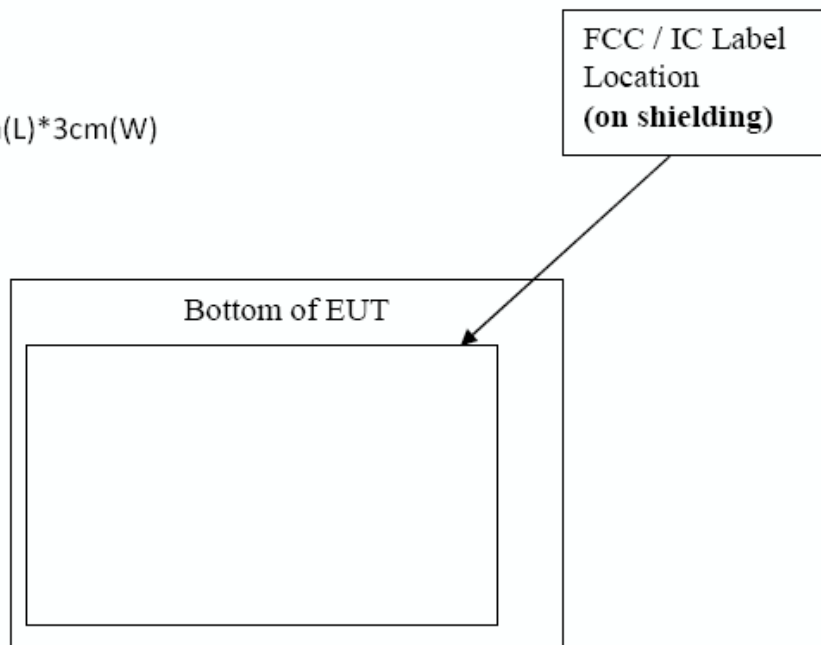 FCC / IC Label
Location
(on shielding)
(L)*3cm(W)
Bottom of EUT